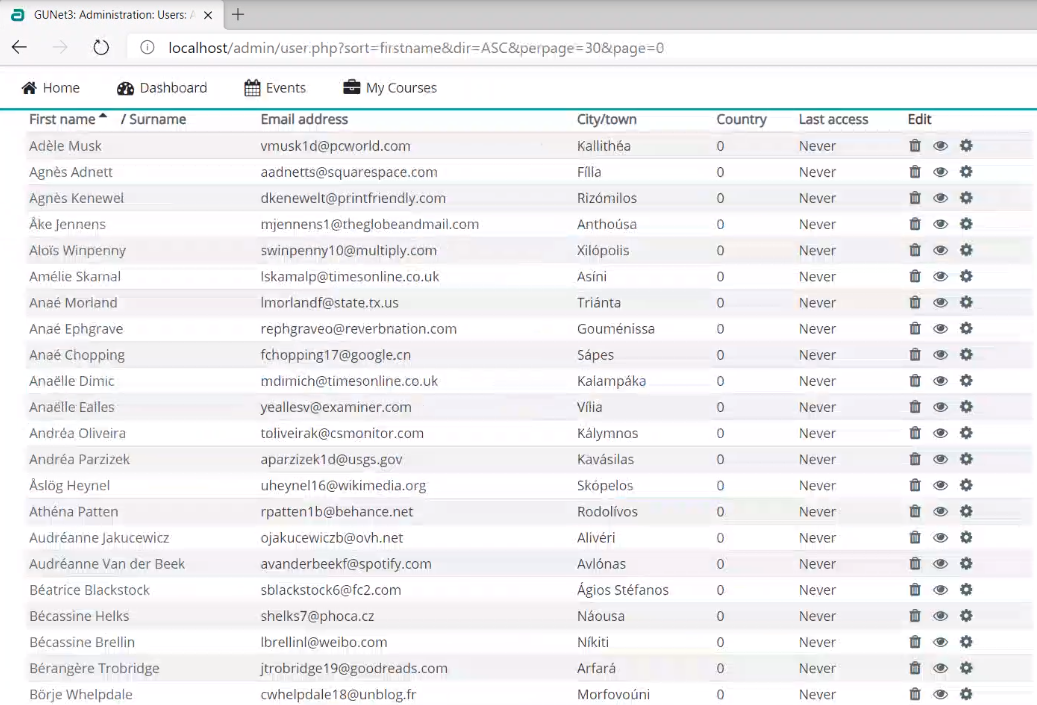 GUNet3: Administration: Users: A
localhost/admin/user.php?sort=firstname&dir=ASC&perpage=30&page=0
Home Dashboard Events My Courses
First name / Surname Email address City/town Country Last access Edit
Adèle Musk vmusk1d@pcworld.com Kallithéa 0 Never
Agnès Adnett aadnetts@squarespace.com Fílla 0 Never
Agnès Kenewel dkenewelt@printfriendly.com Rizómilos 0 Never
Åke Jennens mjennens1@theglobeandmail.com Anthoúsa 0 Never
Aloïs Winpenny swinpenny10@multiply.com Xilópolis 0 Never
Amélie Skarnal lskamalp@timesonline.co.uk Asíni 0 Never
Anaé Morland lmorlandf@state.tx.us Triánta 0 Never
Anaé Ephgrave rephgraveo@reverbnation.com Gouménissa 0 Never
Anaé Chopping fchopping17@google.cn Sápes 0 Never
Anaëlle Dimic mdimich@timesonline.co.uk Kalampáka 0 Never
Anaëlle Ealles yeallesv@examiner.com Vília 0 Never
Andréa Oliveira toliveirak@csmonitor.com Kálymnos 0 Never
Andréa Parzizek aparzizek1d@usgs.gov Kavásilas 0 Never
Åslög Heynel uheynel16@wikimedia.org Skópelos 0 Never
Athéna Patten rpatten1b@behance.net Rodolívos 0 Never
Audréanne Jakucewicz ojakucewiczb@ovh.net Alivéri 0 Never
Audréanne Van der Beek avanderbeekf@spotify.com Avlónas 0 Never
Béatrice Blackstock sblackstock6@fc2.com Ágios Stéfanos 0 Never
Bécassine Helks shelks7@phoca.cz Náousa 0 Never
Bécassine Brellin lbrellinl@weibo.com Níkiti 0 Never
Bérangère Trobridge jtrobridge19@goodreads.com Arfará 0 Never
Börje Whelpdale cwhelpdale18@unblog.fr Morfovoúni 0 Never